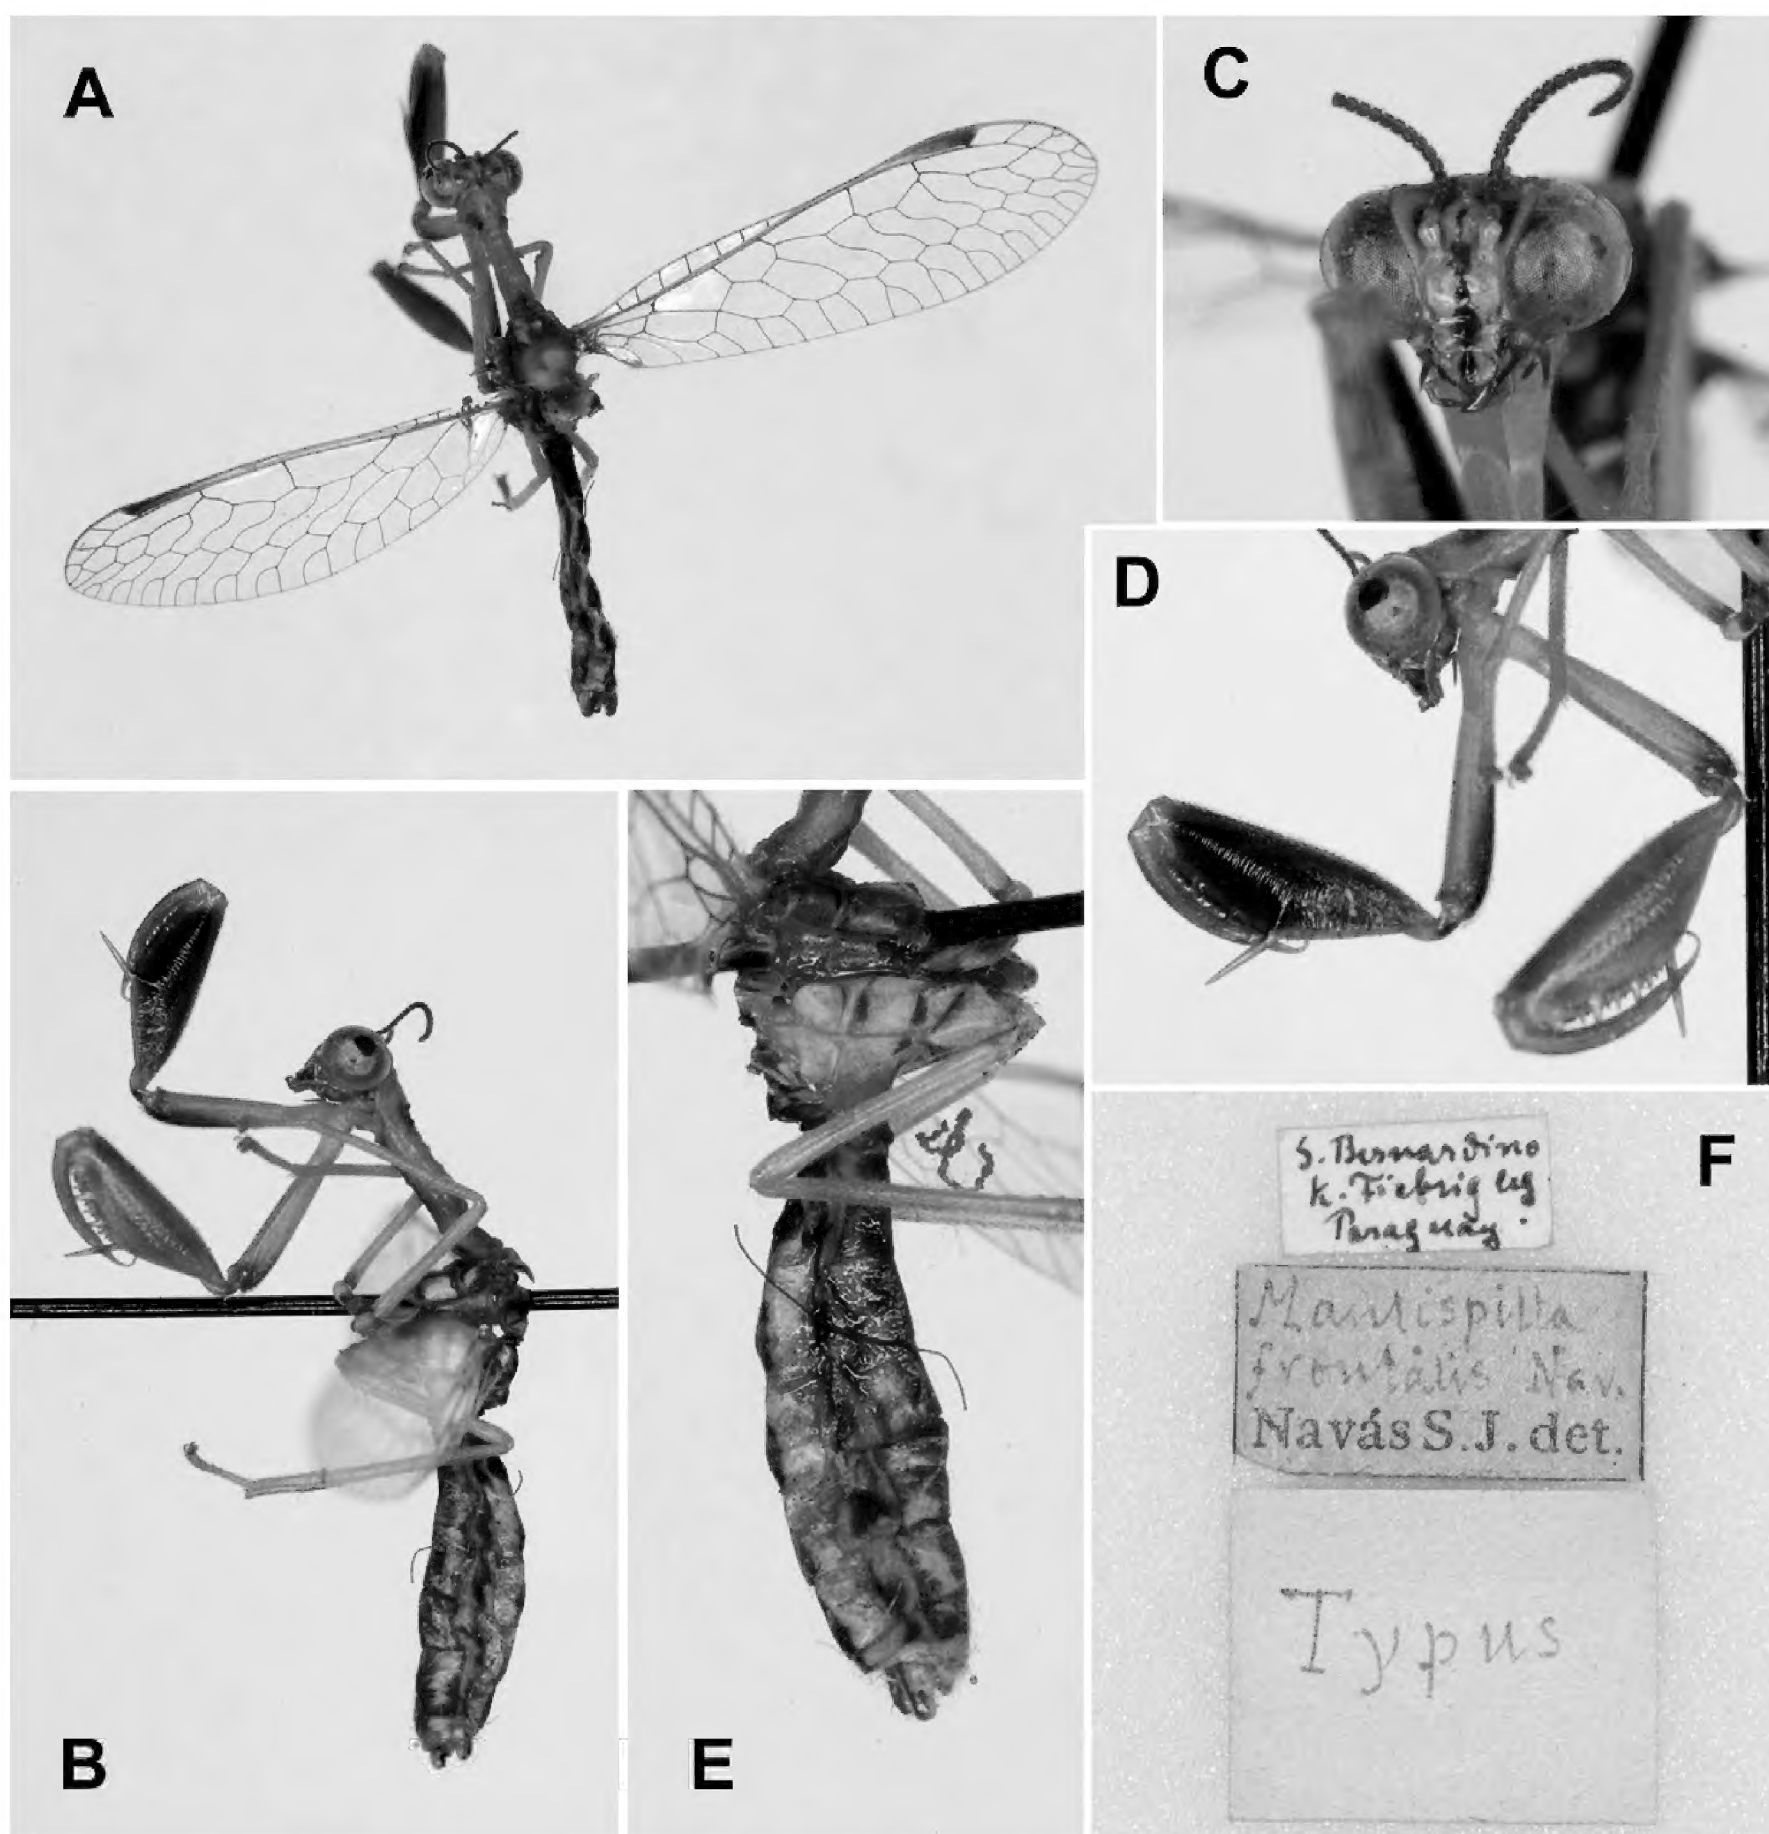 A
C
D
B
E
F
S. Bernardino
K. Fiebrig leg
Paraguay.
Mantispilla
frontalis Nav.
Navás S. J. det.
Typus